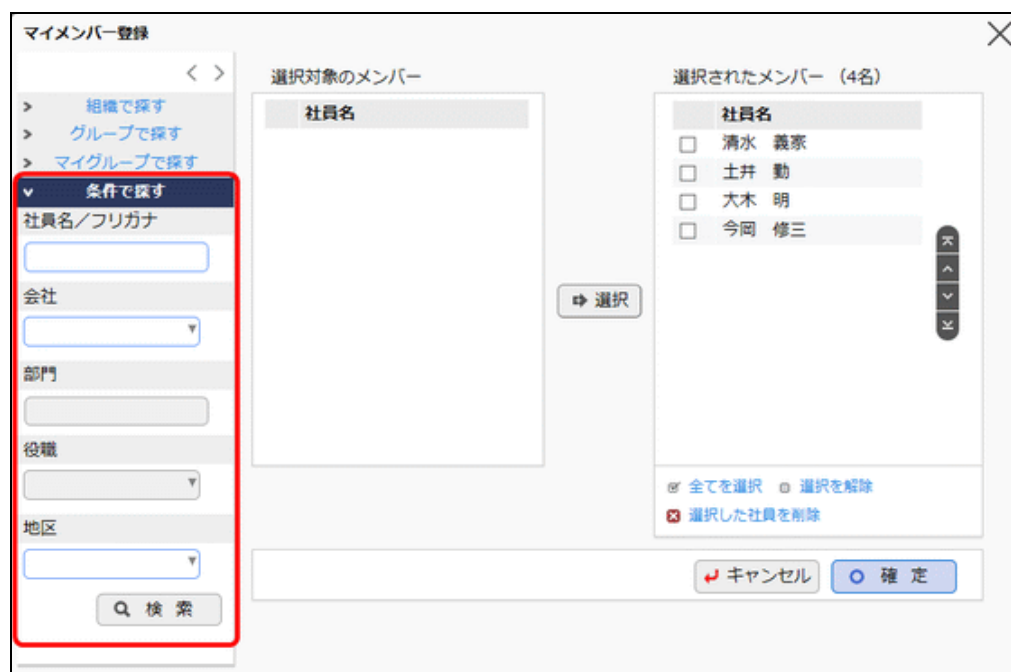 マイメンバー登録
組織で探す
グループで探す
マイグループで探す
条件で探す
社員名／フリガナ
会社
部門
役職
地区
検 索
選択対象のメンバー
社員名
選択
選択されたメンバー （4名）
社員名
清水　義家
土井　勤
大木　明
今岡　修三
全てを選択 選択を解除
選択した社員を削除
キャンセル 確 定